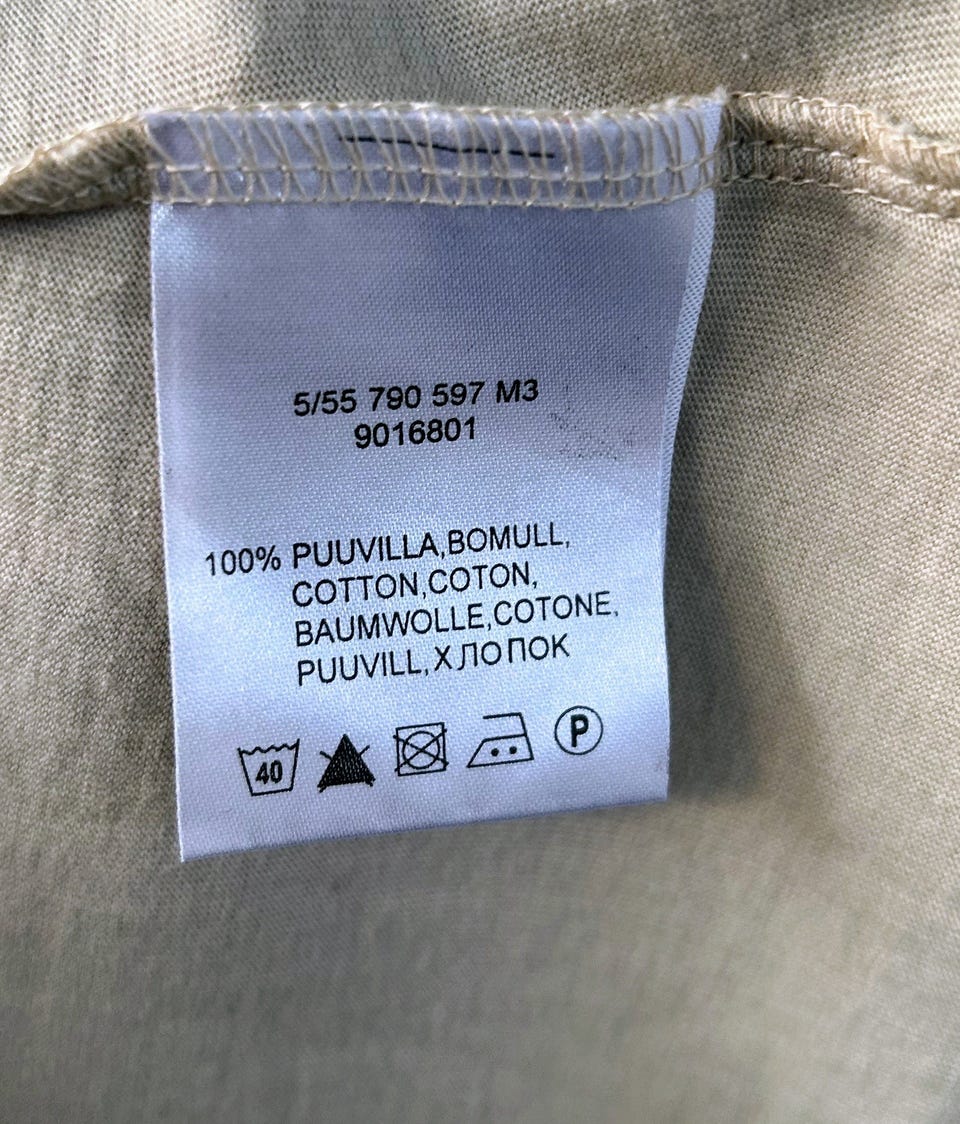 5/55 790 597 M3
9016801
100% PUUVILLA,BOMULL,
COTTON,COTON,
BAUMWOLLE,COTONE,
PUUVILL,ХЛОПОК
40
P